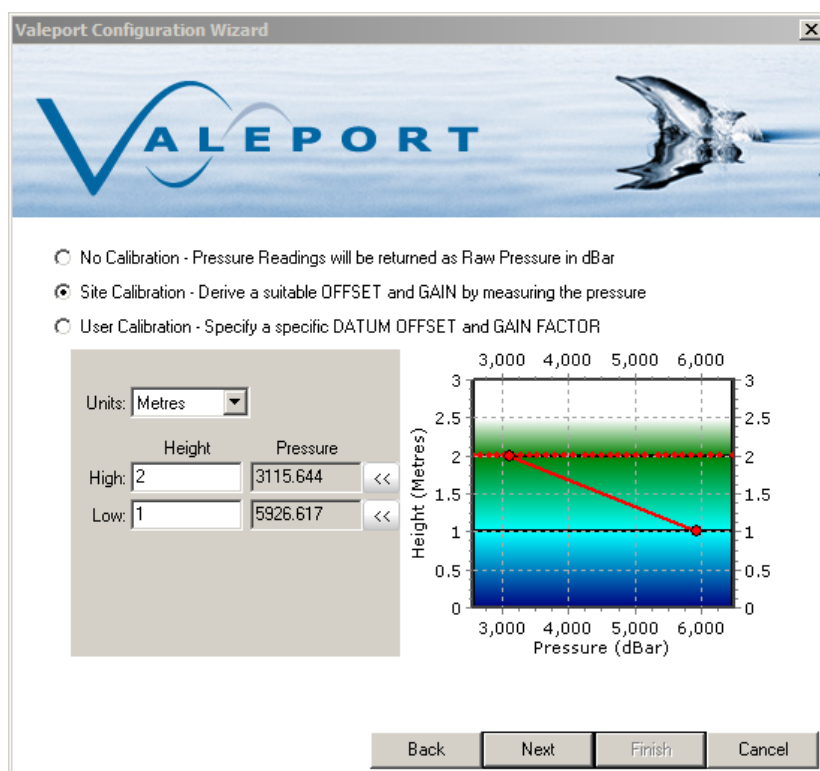 Valeport Configuration Wizard
VALEPORT
No Calibration - Pressure Readings will be returned as Raw Pressure in dBar
Site Calibration - Derive a suitable OFFSET and GAIN by measuring the pressure
User Calibration - Specify a specific DATUM OFFSET and GAIN FACTOR
Units: Metres
Height Pressure
High: 2 3115.644 <<
Low: 1 5926.617 <<
3,000 4,000 5,000 6,000
3 3
2.5 2.5
2 2
1.5 1.5
1 1
0.5 0.5
0 0
Height (Metres)
3,000 4,000 5,000 6,000
Pressure (dBar)
Back Next Finish Cancel